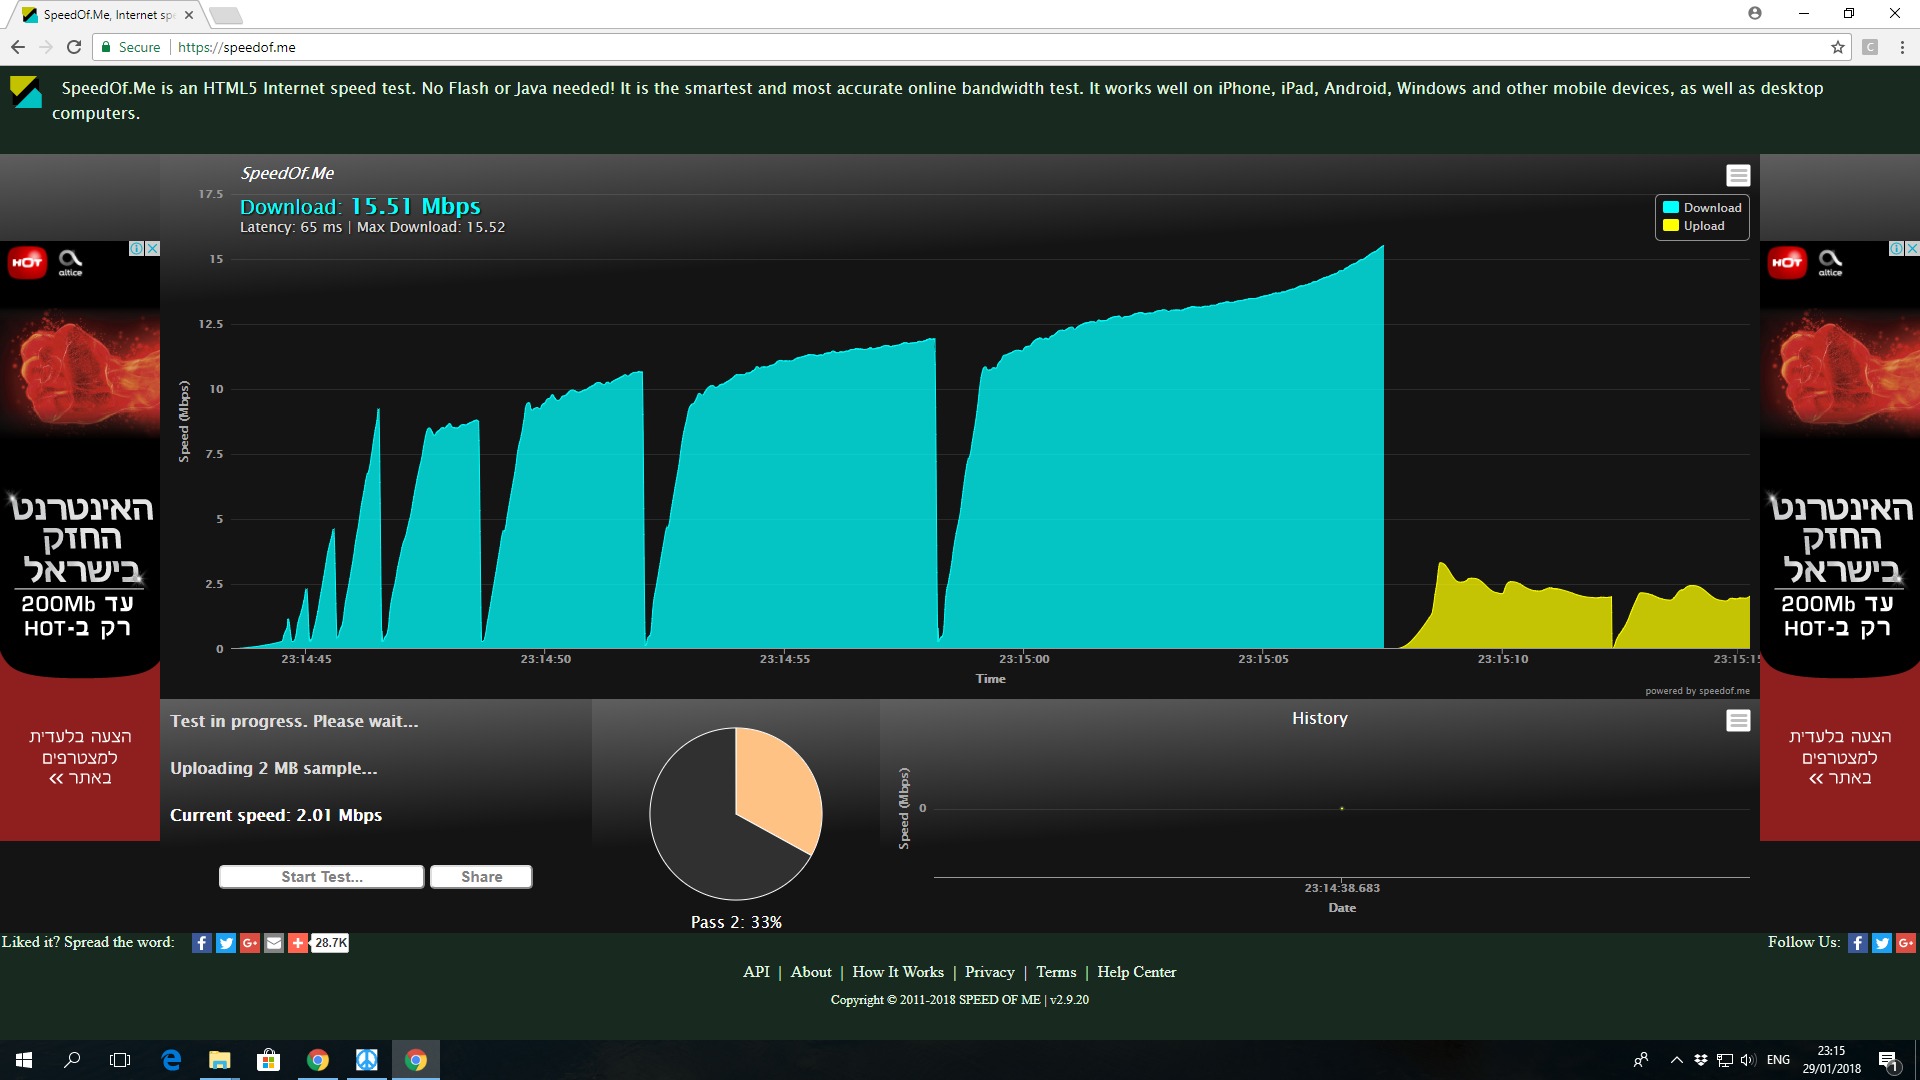 SpeedOf.Me, Internet spe
Secure
https://speedof.me
C
SpeedOf.Me is an HTML5 Internet speed test. No Flash or Java needed! It is the smartest and most accurate online bandwidth test. It works well on iPhone, iPad, Android, Windows and other mobile devices, as well as desktop
computers.
SpeedOf.Me
Download: 15.51 Mbps
Latency: 65 ms | Max Download: 15.52
Download
Upload
17.5
15
12.5
10
7.5
5
2.5
0
Speed (Mbps)
23:14:45
23:14:50
23:14:55
23:15:00
23:15:05
23:15:10
23:15:15
Time
powered by speedof.me
HOT
altice
האינטרנט
החזק
בישראל
עד 200Mb
רק ב-HOT
הצעה בלעדית
למצטרפים
באתר >>
HOT
altice
האינטרנט
החזק
בישראל
עד 200Mb
רק ב-HOT
הצעה בלעדית
למצטרפים
באתר >>
Test in progress. Please wait...
Uploading 2 MB sample...
Current speed: 2.01 Mbps
Start Test...
Share
Pass 2: 33%
History
Speed (Mbps)
0
23:14:38.683
Date
Liked it? Spread the word:
28.7K
Follow Us:
API | About | How It Works | Privacy | Terms | Help Center
Copyright © 2011-2018 SPEED OF ME | v2.9.20
ENG
23:15
29/01/2018
1